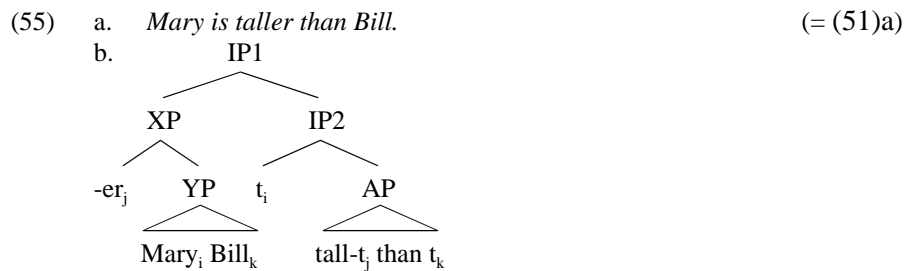 (55) a. Mary is taller than Bill. (= (51)a)
b. IP1
XP IP2
-erj YP ti AP
Maryi Billk tall-tj than tk